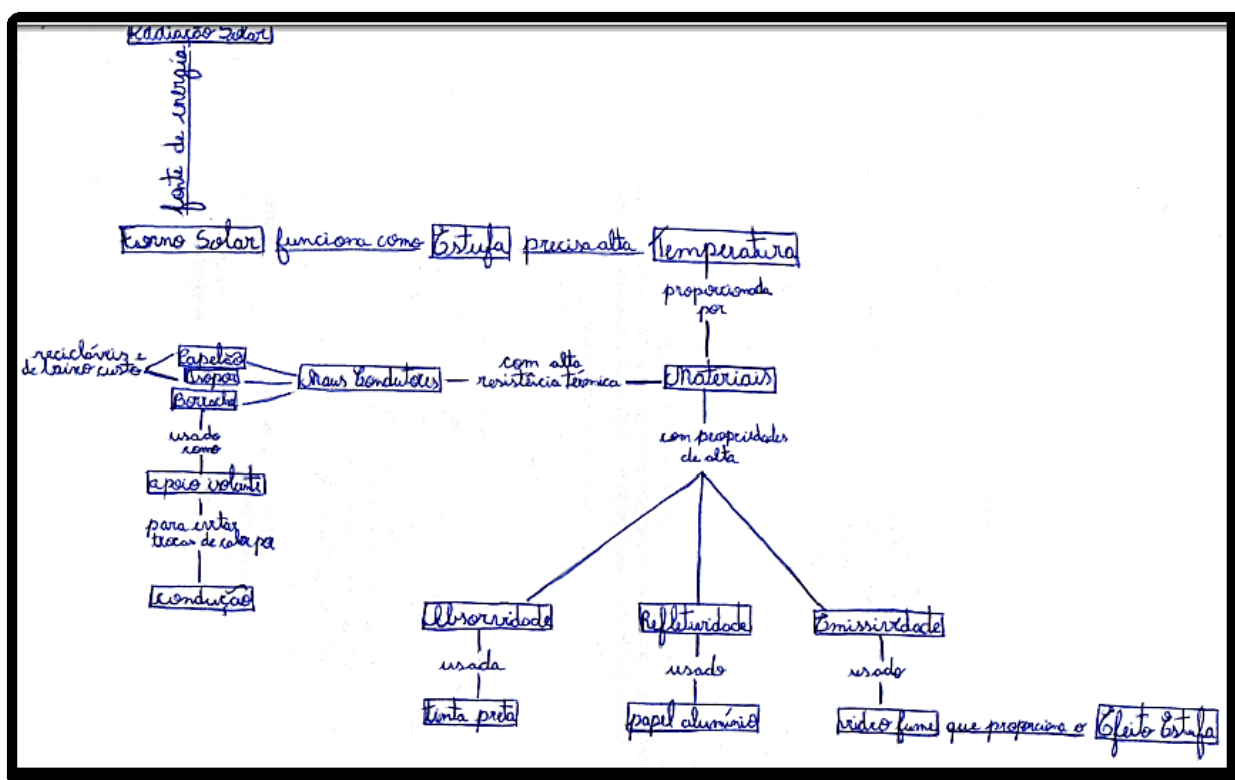 Radiação Solar
fonte de energia
Forno Solar funciona como Estufa precisa alta Temperatura
proporcionada
por
recicláveis e
de baixo custo
Papelão
Isopor
Borracha
Maus Condutores
com alta
resistência térmica
Materiais
usado
como
com propriedades
de alta
apoio
para evitar
trocas de calor por
condução
Absorvidade
Refletividade
Emissividade
usada
usado
usado
tinta preta
papel alumínio
vidro fumê que proporciona o Efeito Estufa